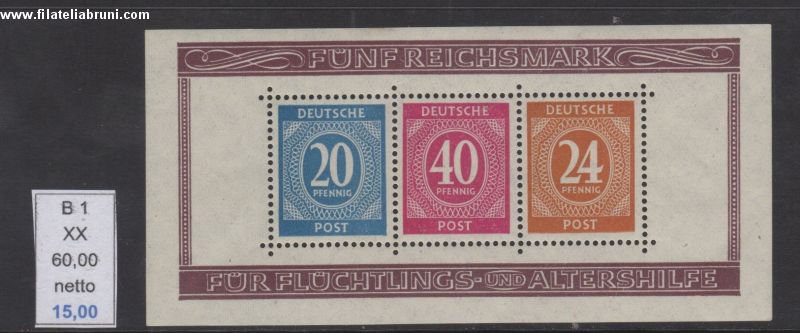 www.filateliabruni.com
FÜNF REICHSMARK
DEUTSCHE
20
PFENNIG
POST
DEUTSCHE
40
PFENNIG
POST
DEUTSCHE
24
PFENNIG
POST
FÜR FLÜCHTLINGS- UND ALTERSHILFE
B 1
XX
60,00
netto
15,00